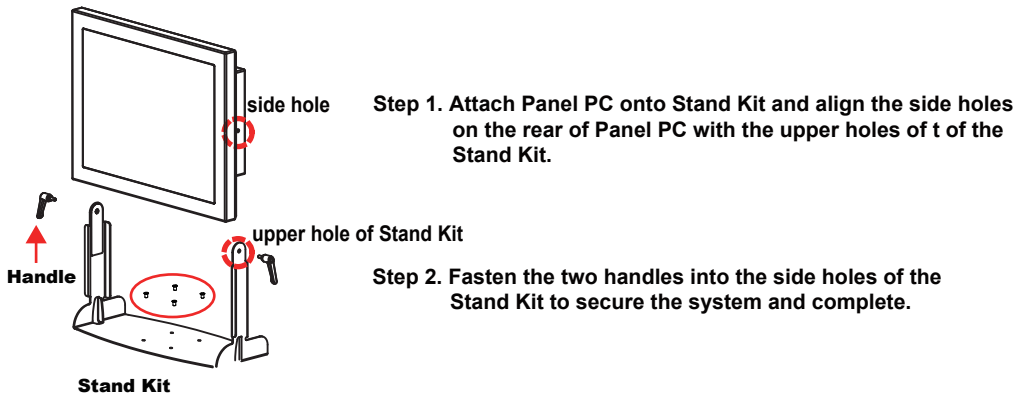 side hole
Step 1. Attach Panel PC onto Stand Kit and align the side holes
on the rear of Panel PC with the upper holes of t of the
Stand Kit.
upper hole of Stand Kit
Handle
Step 2. Fasten the two handles into the side holes of the
Stand Kit to secure the system and complete.
Stand Kit